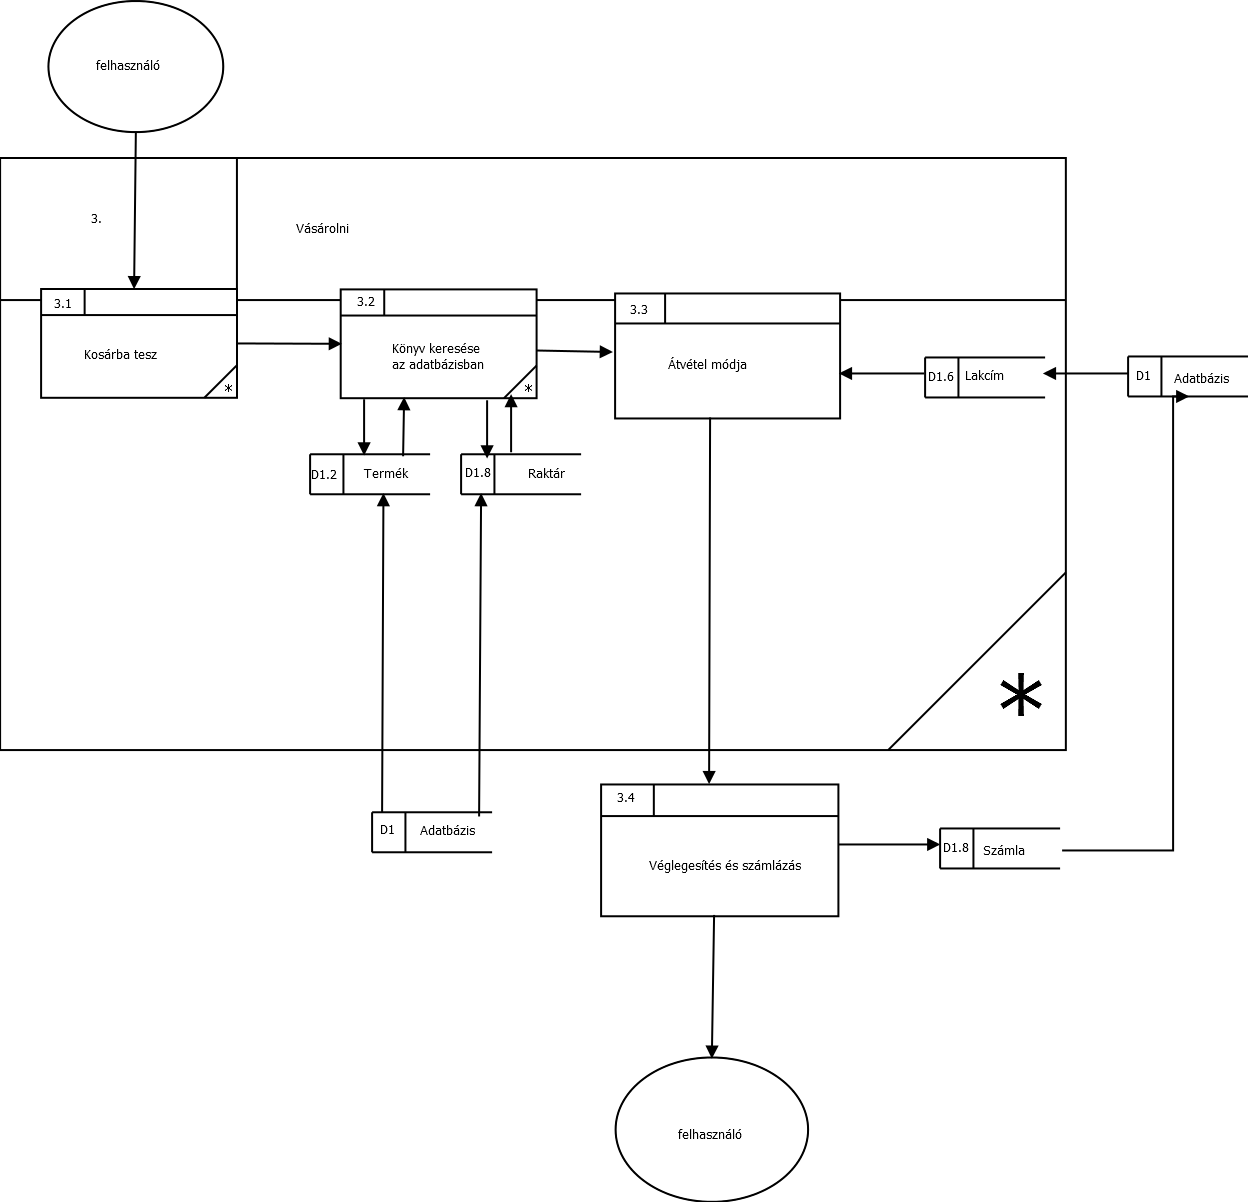 felhasználó
3.
Vásárolni
3.1
Kosárba tesz
*
3.2
Könyv keresése
az adatbázisban
*
3.3
Átvétel módja
D1.6 Lakcím
D1 Adatbázis
D1.2 Termék
D1.8 Raktár
*
D1 Adatbázis
3.4
Véglegesítés és számlázás
D1.8 Számla
felhasználó